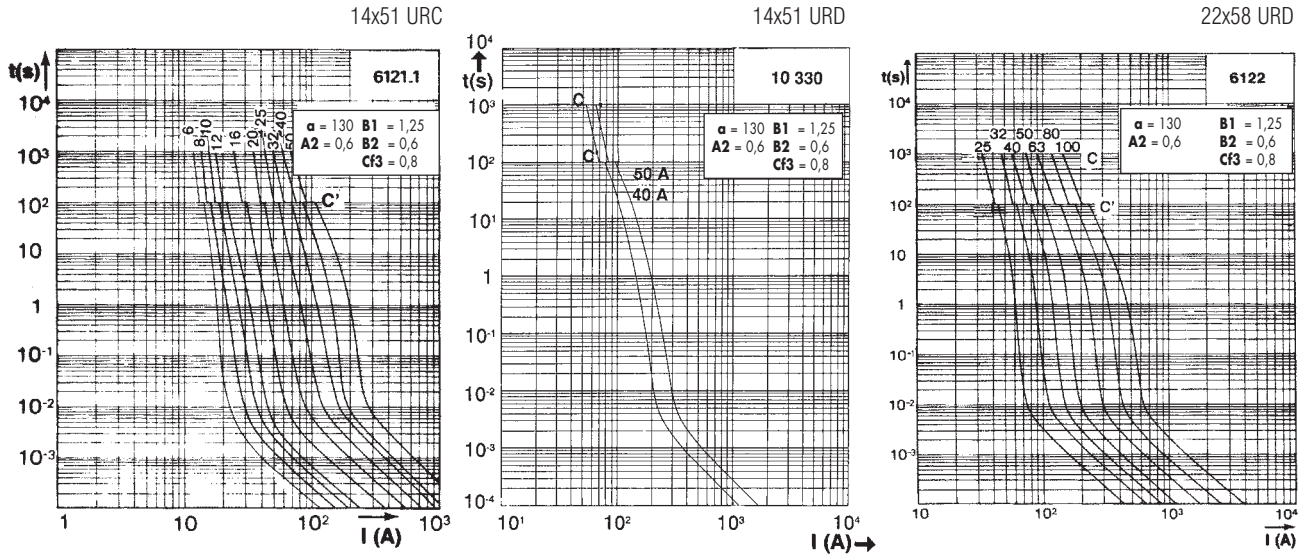 14x51 URC
t(s)
6121.1
α = 130 B1 = 1,25
A2 = 0,6 B2 = 0,6
Cf3 = 0,8
6
8
10
12
16
20
25
32
40
50
C'
10⁴
10³
10²
10
1
10⁻¹
10⁻²
10⁻³
1
10
10²
10³
I (A)
14x51 URD
10⁴
t(s)
10 330
α = 130 B1 = 1,25
A2 = 0,6 B2 = 0,6
Cf3 = 0,8
C
C'
50 A
40 A
10³
10²
10¹
1
10⁻¹
10⁻²
10⁻³
10⁻⁴
10¹
10²
10³
10⁴
I (A)
22x58 URD
t(s)
6122
α = 130 B1 = 1,25
A2 = 0,6 B2 = 0,6
Cf3 = 0,8
32 50 80
25 40 63 100
C
C'
10⁴
10³
10²
10
1
10⁻¹
10⁻²
10⁻³
10
10²
10³
10⁴
I (A)